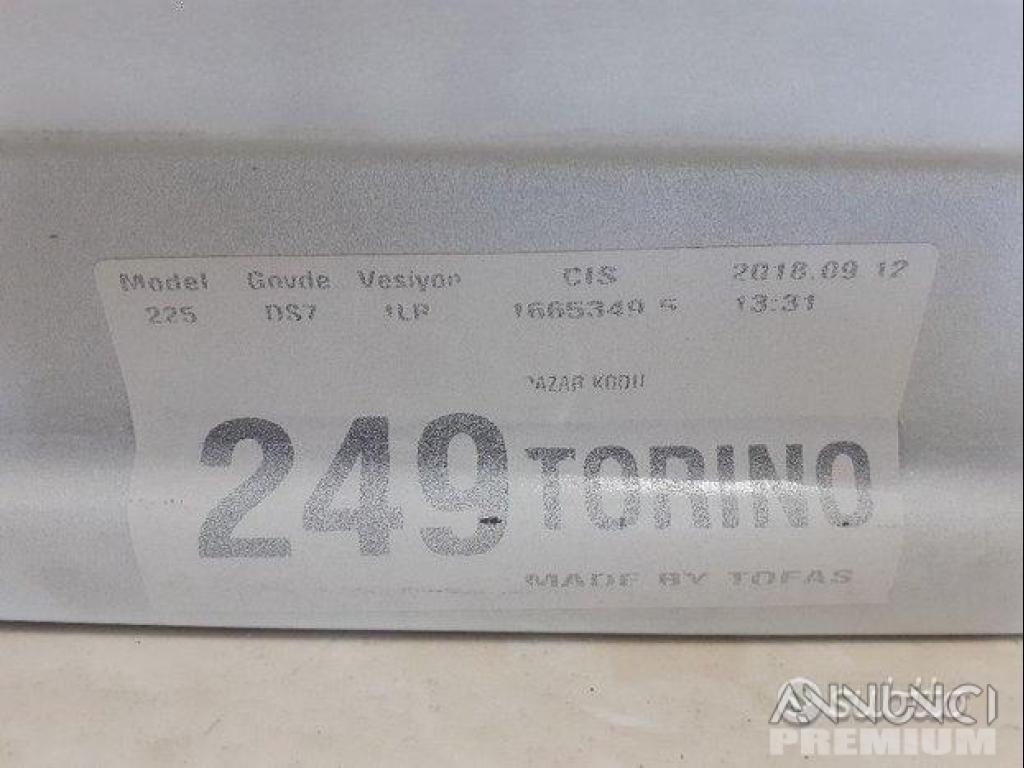 Model Govde Vesiyon CIS 2018.09 12
225 DS7 1LP 1665349 5 13:31
PAZAR KODU
249 TORINO
MADE BY TOFAS
ANNUNCI
PREMIUM